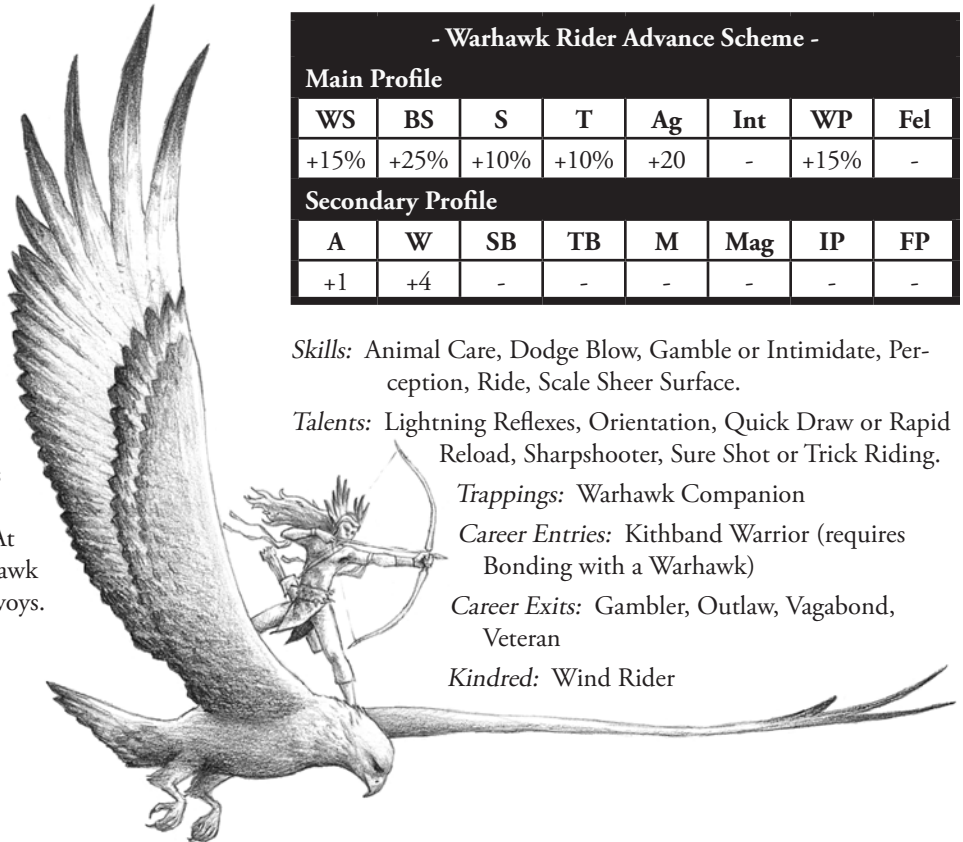 - Warhawk Rider Advance Scheme -
Main Profile
WS BS S T Ag Int WP Fel
+15% +25% +10% +10% +20 - +15% -
Secondary Profile
A W SB TB M Mag IP FP
+1 +4 - - - - - -
Skills: Animal Care, Dodge Blow, Gamble or Intimidate, Per-
ception, Ride, Scale Sheer Surface.
Talents: Lightning Reflexes, Orientation, Quick Draw or Rapid
Reload, Sharpshooter, Sure Shot or Trick Riding.
Trappings: Warhawk Companion
Career Entries: Kithband Warrior (requires
Bonding with a Warhawk)
Career Exits: Gambler, Outlaw, Vagabond,
Veteran
Kindred: Wind Rider